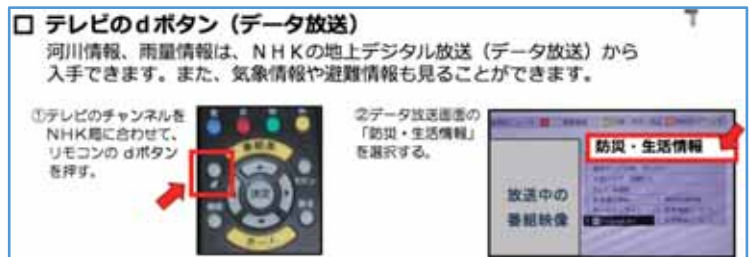 □ テレビのdボタン（データ放送）
河川情報、雨量情報は、ＮＨＫの地上デジタル放送（データ放送）から
入手できます。また、気象情報や避難情報も見ることができます。
①テレビのチャンネルを
ＮＨＫ局に合わせて、
リモコンの dボタン
を押す。
番組表
決定
②データ放送画面の
「防災・生活情報」
を選択する。
防災・生活情報
放送中の
番組映像